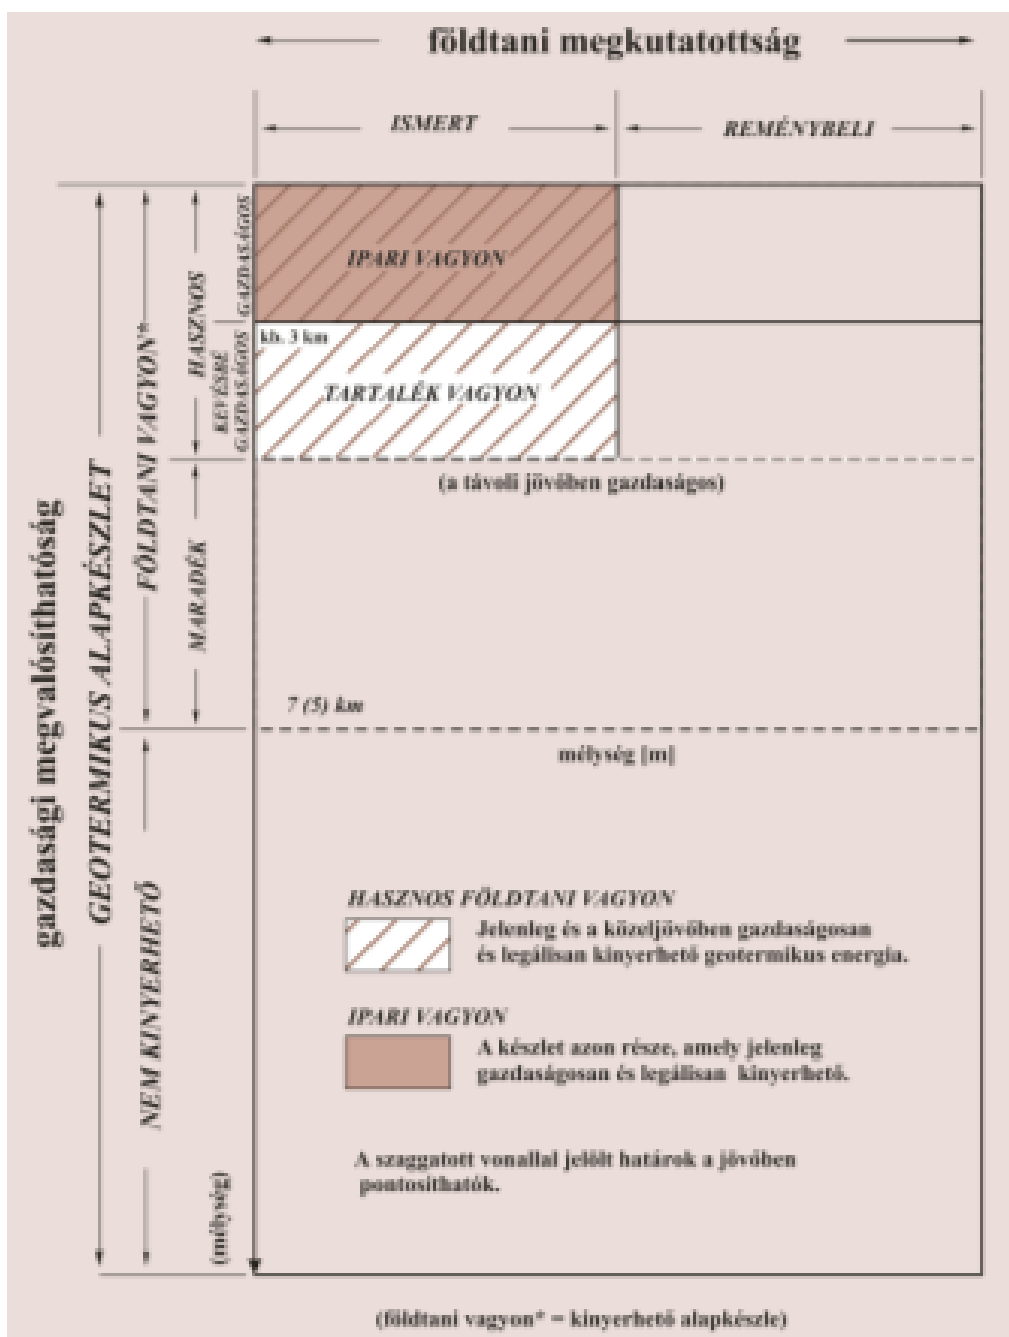 földtani megkutatottság
ISMERT
REMÉNYBELI
gazdasági megvalósíthatóság
GEOTERMIKUS ALAPKÉSZLET
FÖLDTANI VAGYON*
HASZNOS
GAZDASÁGOS
KEVÉSBÉ
GAZDASÁGOS
IPARI VAGYON
kb. 3 km
TARTALÉK VAGYON
(a távoli jövőben gazdaságos)
MARADÉK
7 (5) km
mélység [m]
NEM KINYERHETŐ
HASZNOS FÖLDTANI VAGYON
Jelenleg és a közeljövőben gazdaságosan
és legálisan kinyerhető geotermikus energia.
IPARI VAGYON
A készlet azon része, amely jelenleg
gazdaságosan és legálisan kinyerhető.
A szaggatott vonallal jelölt határok a jövőben
pontosíthatók.
(mélység)
(földtani vagyon* = kinyerhető alapkészle)